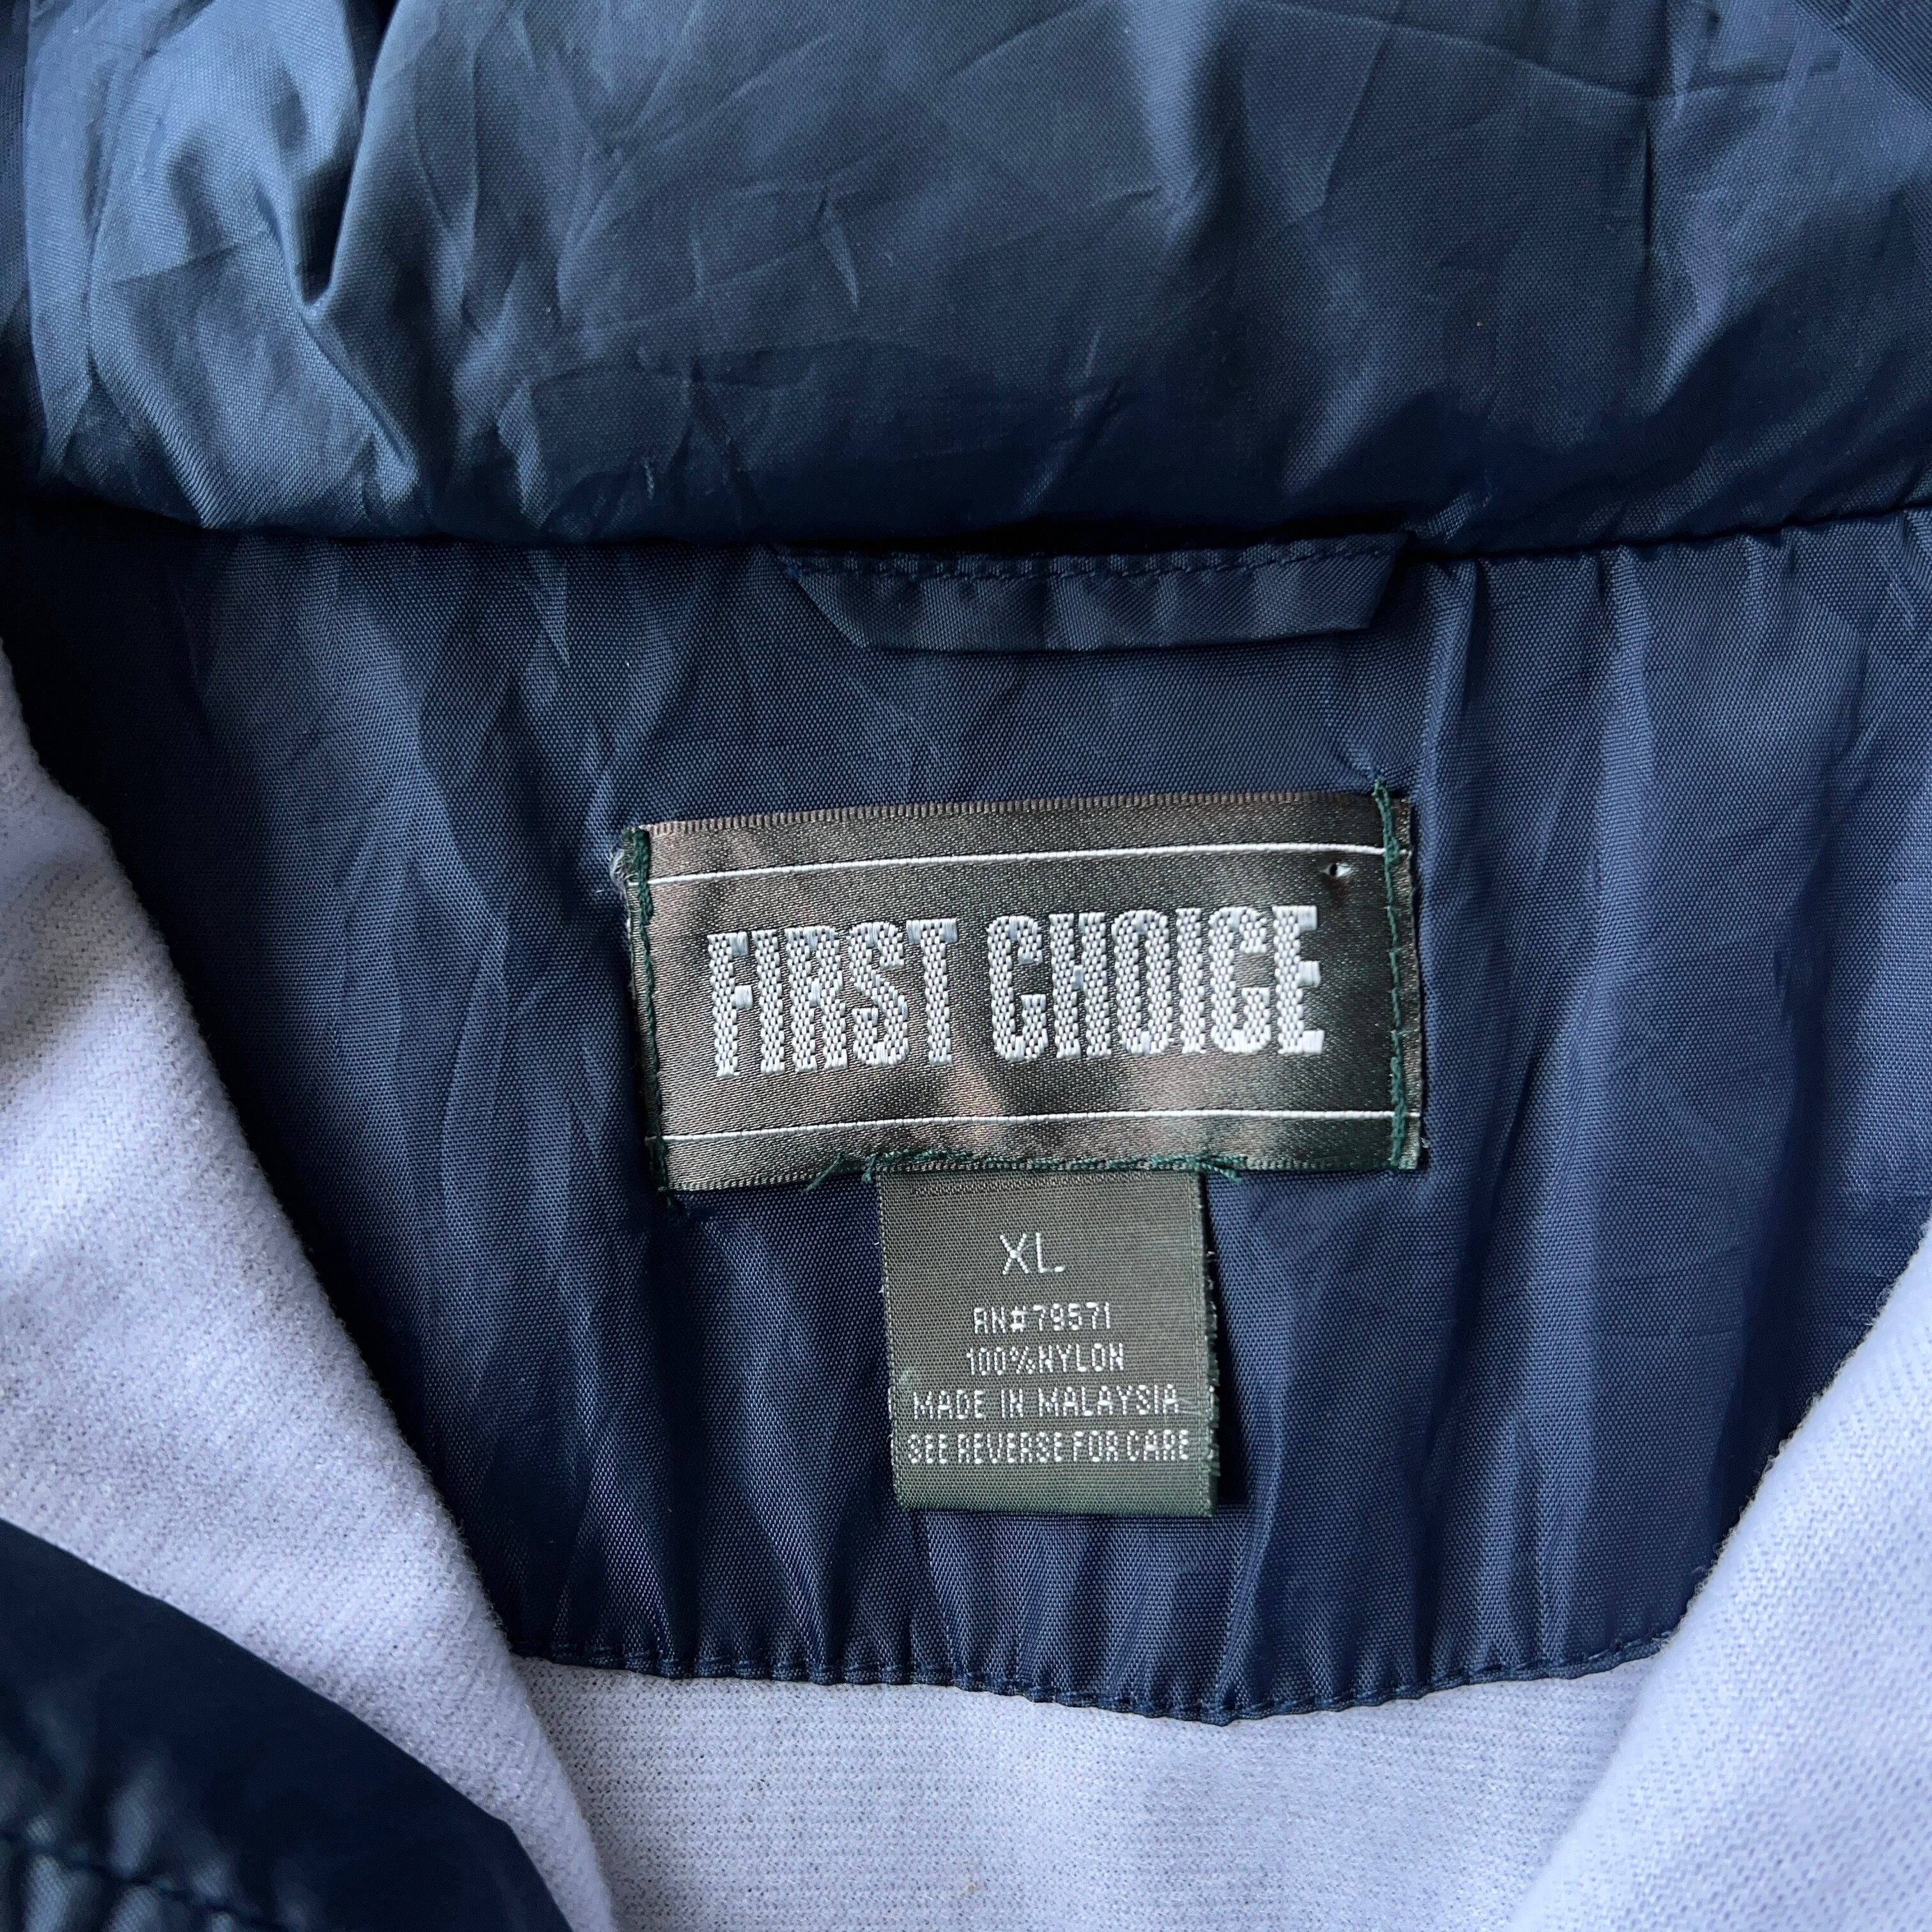 FIRST CHOICE
XL
RN#79571
100%NYLON
MADE IN MALAYSIA
SEE REVERSE FOR CARE